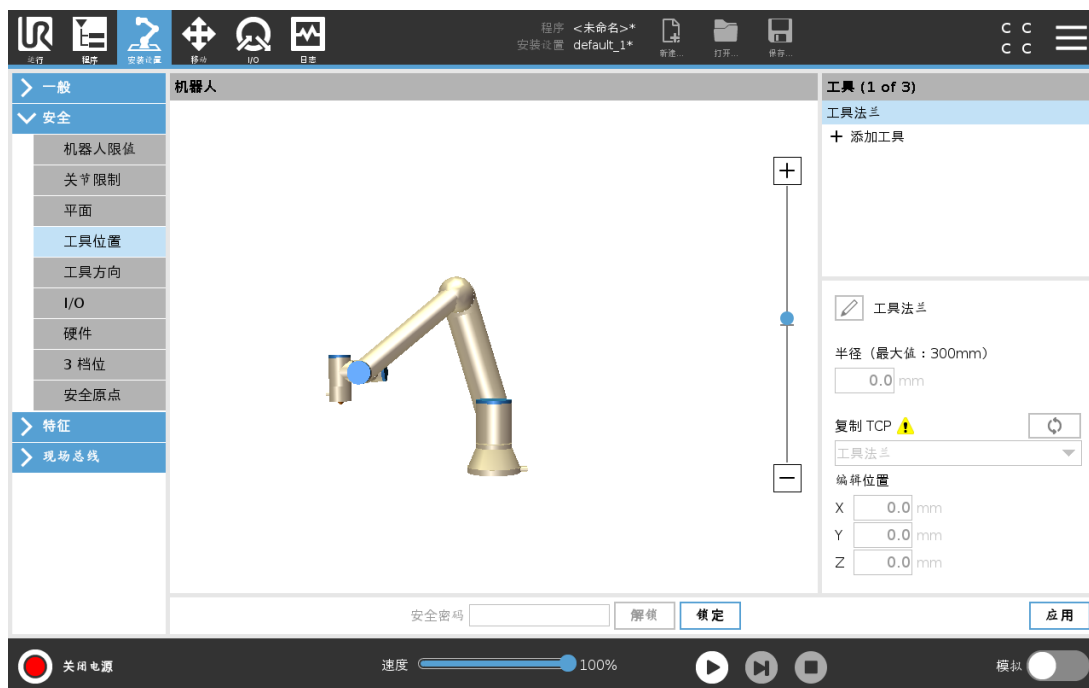 UR
运行
程序
安装设置
移动
I/O
日志
程序 <未命名>*
安装设置 default_1*
新建...
打开...
保存...
C C
C C
一般
安全
机器人限值
关节限制
平面
工具位置
工具方向
I/O
硬件
3 档位
安全原点
特征
现场总线
机器人
工具 (1 of 3)
工具法兰
添加工具
工具法兰
半径（最大值：300mm）
0.0 mm
复制 TCP
工具法兰
编辑位置
X 0.0 mm
Y 0.0 mm
Z 0.0 mm
安全密码
解锁
锁定
应用
关闭电源
速度
100%
模拟